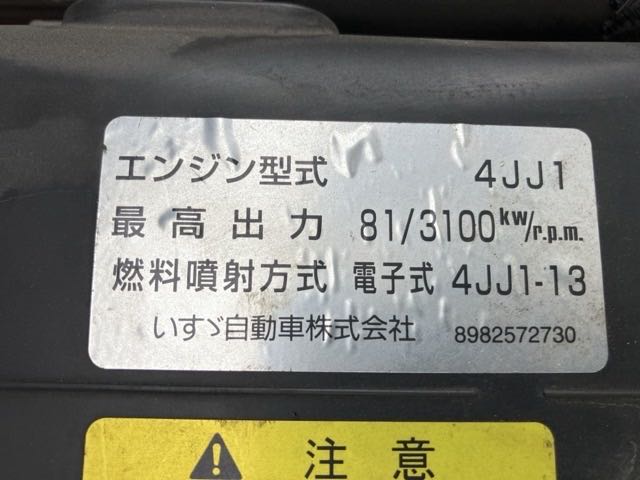 エンジン型式 4JJ1
最高出力 81/3100kw/r.p.m.
燃料噴射方式 電子式 4JJ1-13
いすゞ自動車株式会社 8982572730
注意